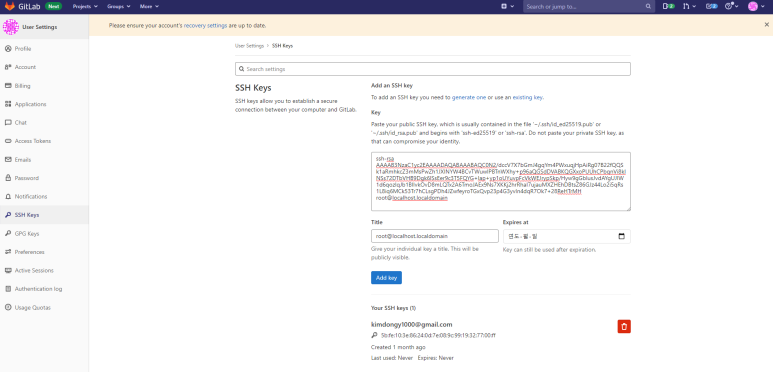 GitLab Next Projects Groups More Search or jump to...
User Settings
Please ensure your account's recovery settings are up to date.
Profile
Account
Billing
Applications
Chat
Access Tokens
Emails
Password
Notifications
SSH Keys
GPG Keys
Preferences
Active Sessions
Authentication log
Usage Quotas
User Settings > SSH Keys
Search settings
SSH Keys
SSH keys allow you to establish a secure
connection between your computer and GitLab.
Add an SSH key
To add an SSH key you need to generate one or use an existing key.
Key
Paste your public SSH key, which is usually contained in the file '~/.ssh/id_ed25519.pub' or
'~/.ssh/id_rsa.pub' and begins with 'ssh-ed25519' or 'ssh-rsa'. Do not paste your private SSH key, as
that can compromise your identity.
ssh-rsa
root@localhost.localdomain
Title
root@localhost.localdomain
Give your individual key a title. This will be
publicly visible.
Expires at
연도-월-일
Key can still be used after expiration.
Add key
Your SSH keys (1)
kimdongy1000@gmail.com
5b:fe:10:3e:86:24:0d:7e:08:9c:99:19:32:77:00:ff
Created 1 month ago
Last used: Never Expires: Never